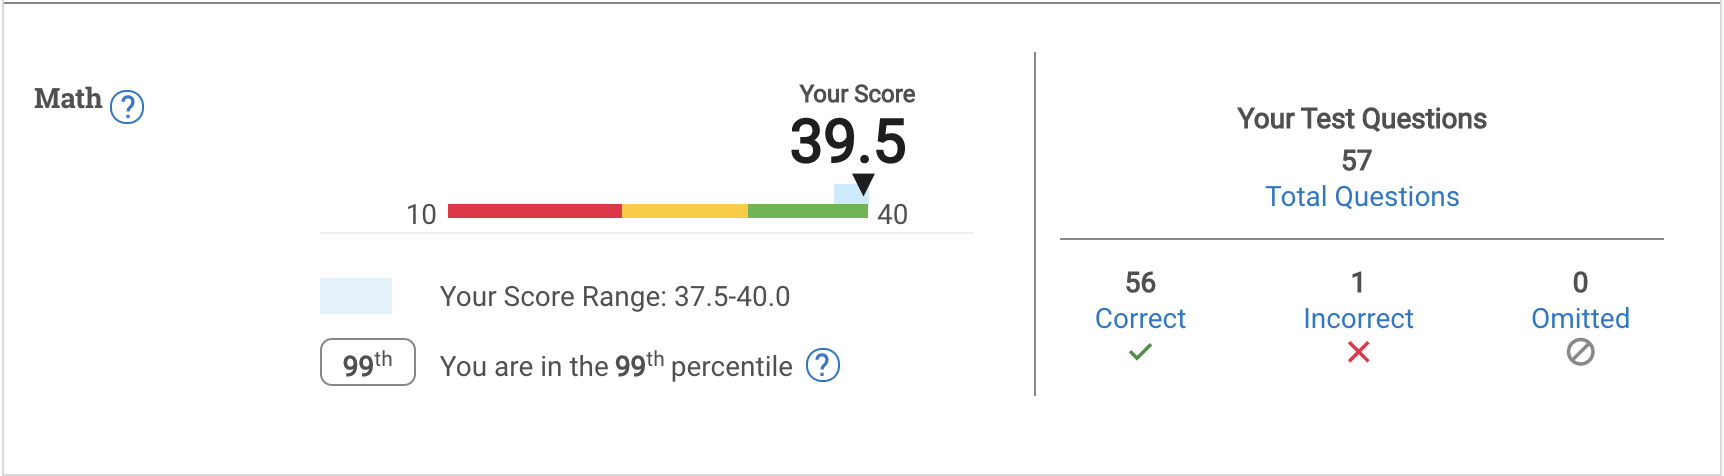 Math ?
Your Score
39.5
10 40
Your Score Range: 37.5-40.0
99th You are in the 99th percentile ?
Your Test Questions
57
Total Questions
56 1 0
Correct Incorrect Omitted